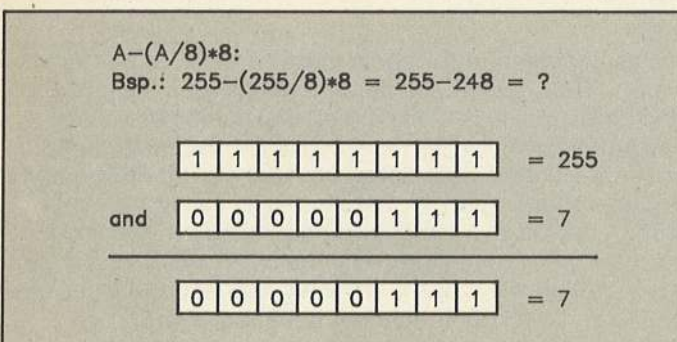 A-(A/8)*8:
Bsp.: 255-(255/8)*8 = 255-248 = ?
1 1 1 1 1 1 1 1 = 255
and 0 0 0 0 0 1 1 1 = 7
0 0 0 0 0 1 1 1 = 7